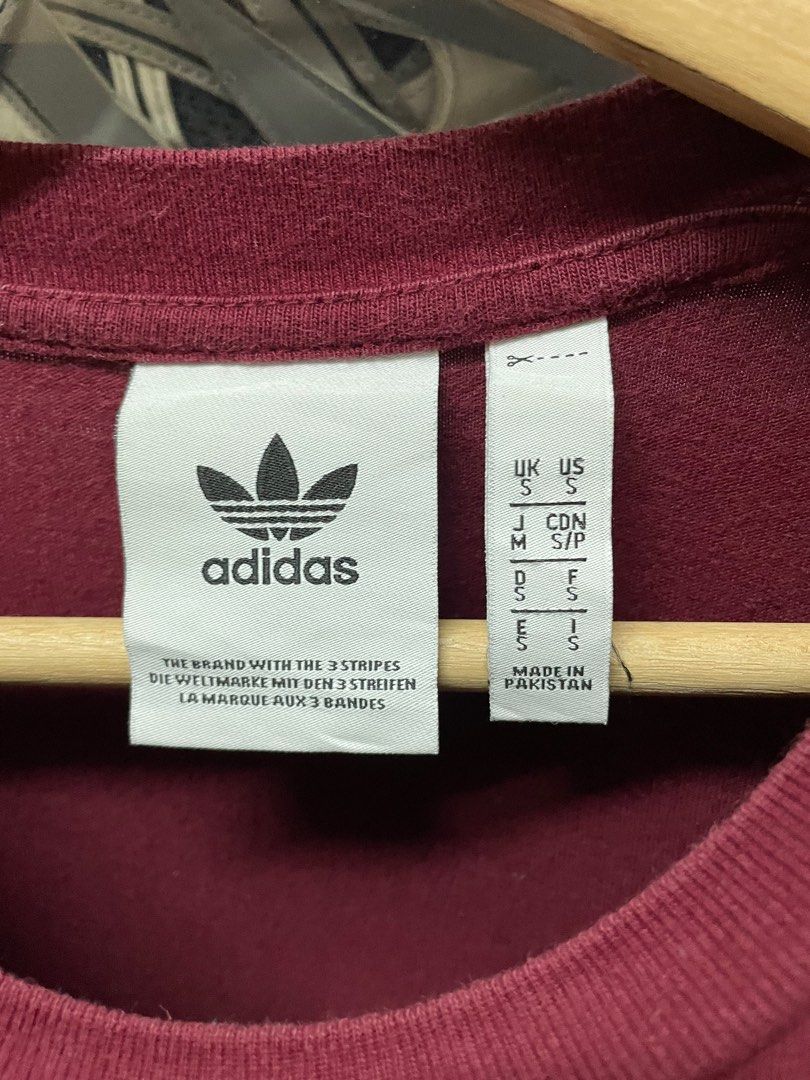 adidas
THE BRAND WITH THE 3 STRIPES
DIE WELTMARKE MIT DEN 3 STREIFEN
LA MARQUE AUX 3 BANDES
UK US
S S
J CDN
M S/P
D F
S S
E I
S S
MADE IN
PAKISTAN